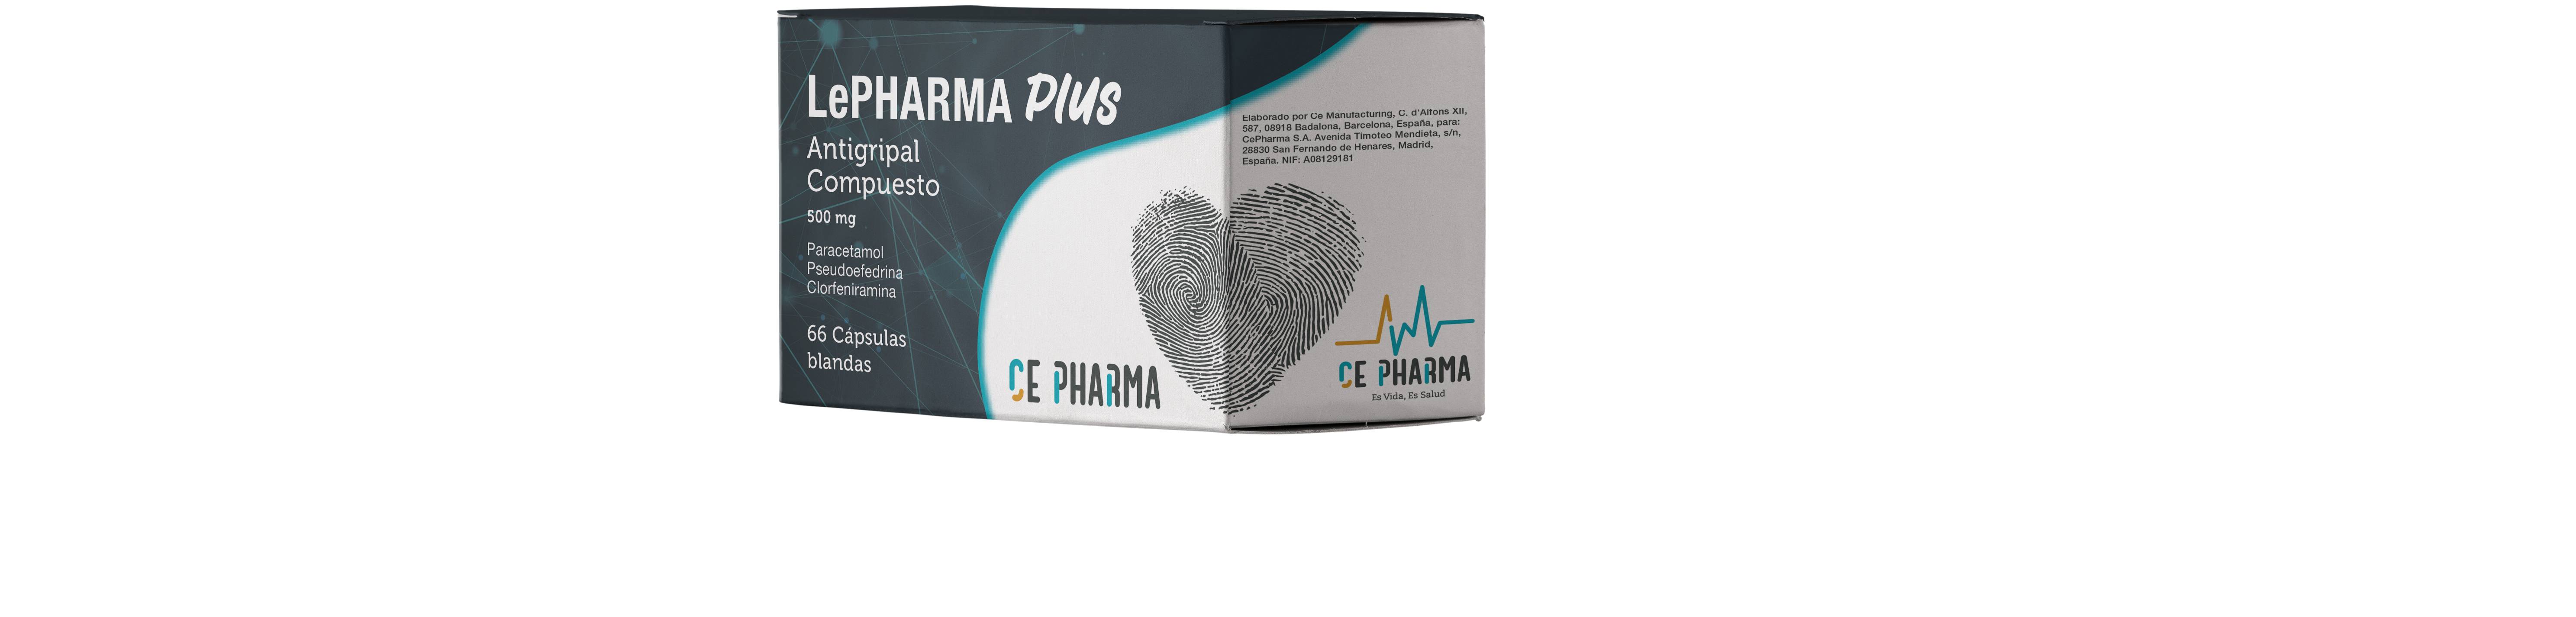 LePHARMA Plus
Antigripal
Compuesto
500 mg
Paracetamol
Pseudoefedrina
Clorfeniramina
66 Cápsulas
blandas
CE PHARMA
Elaborado por Ce Manufacturing, C. d'Alfons XII,
587, 08918 Badalona, Barcelona, España, para:
CePharma S.A. Avenida Timoteo Mendieta, s/n,
28830 San Fernando de Henares, Madrid,
España. NIF: A08129181
CE PHARMA
Es Vida, Es Salud